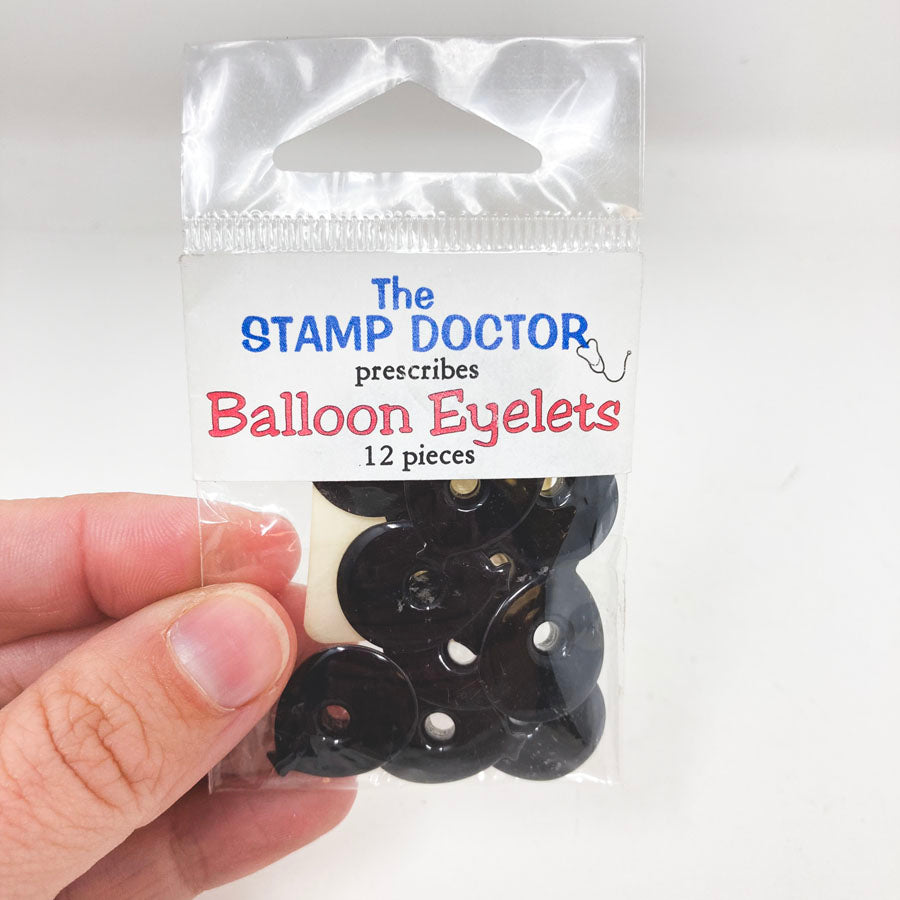 The
STAMP DOCTOR
prescribes
Balloon Eyelets
12 pieces